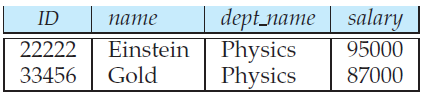 ID name dept_name salary
22222 Einstein Physics 95000
33456 Gold Physics 87000